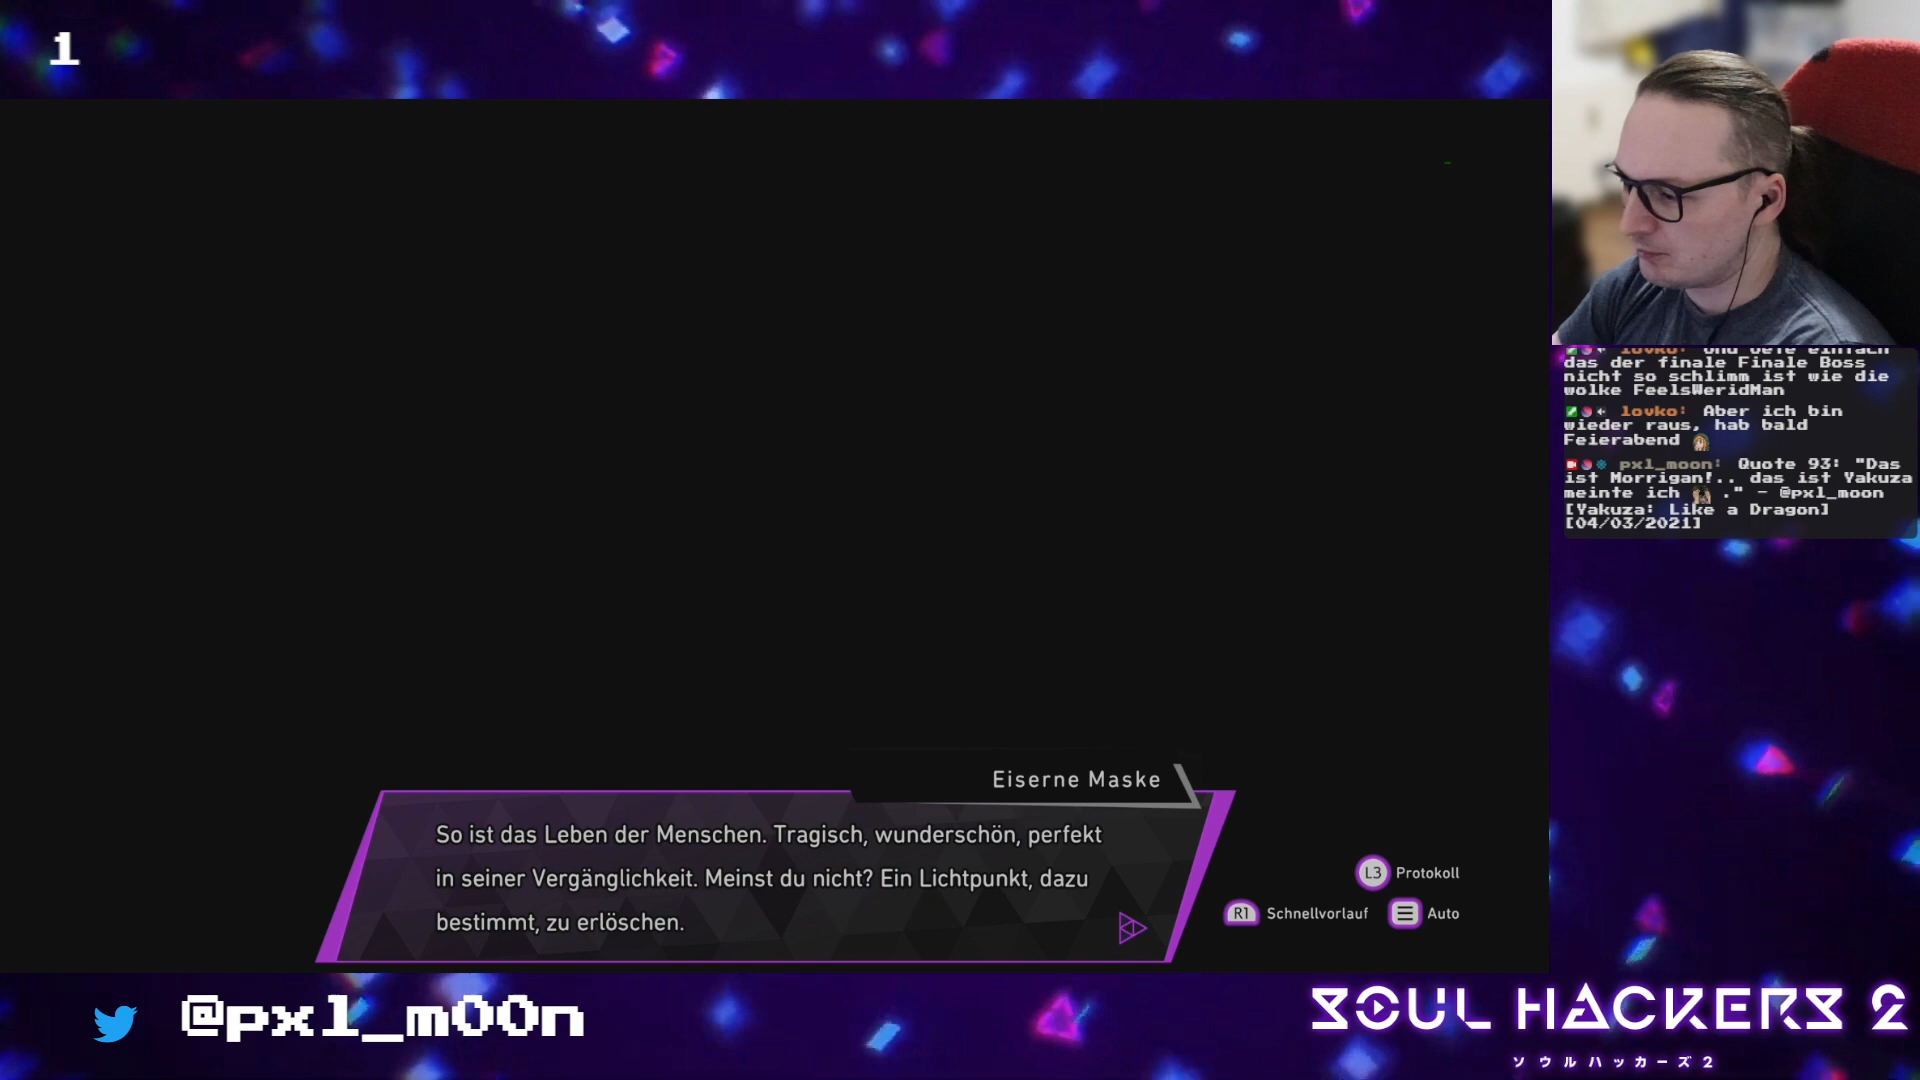 1
lovko: Und bete einfach
das der finale Finale Boss
nicht so schlimm ist wie die
wolke FeelsWeridMan
lovko: Aber ich bin
wieder raus, hab bald
Feierabend
pxl_moon: Quote 93: "Das
ist Morrigan!.. das ist Yakuza
meinte ich ." - @pxl_moon
[Yakuza: Like a Dragon]
[04/03/2021]
Eiserne Maske
So ist das Leben der Menschen. Tragisch, wunderschön, perfekt
in seiner Vergänglichkeit. Meinst du nicht? Ein Lichtpunkt, dazu
bestimmt, zu erlöschen.
L3 Protokoll
R1 Schnellvorlauf
Auto
@pxl_m00n
SOUL HACKERS 2
ソウルハッカーズ2